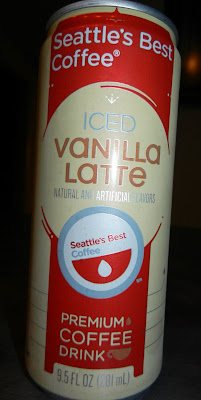 Seattle's Best
Coffee®
ICED
VANILLA
LATTE
NATURAL AND ARTIFICIAL FLAVORS
Seattle's Best
Coffee
™
PREMIUM
COFFEE
DRINK
9.5 FL OZ (281 mL)